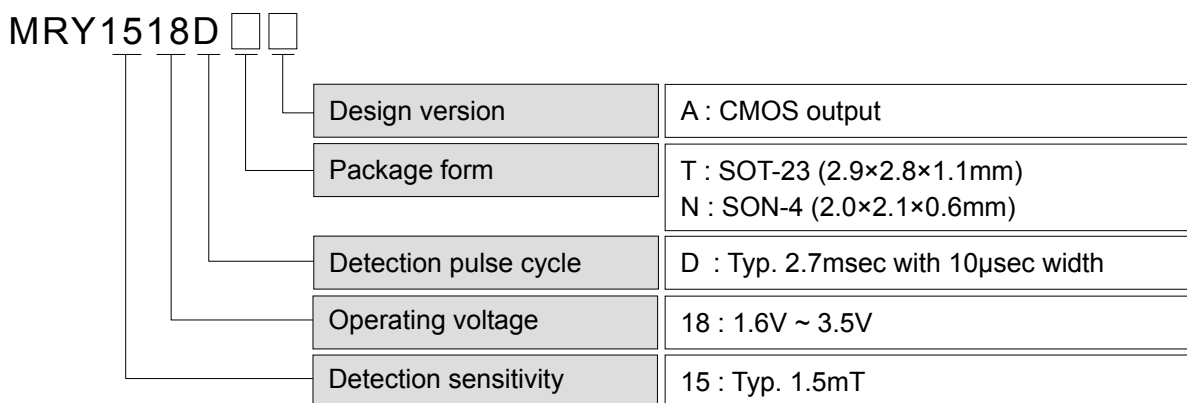 MRY1518D □ □
Design version A : CMOS output
Package form T : SOT-23 (2.9×2.8×1.1mm)
N : SON-4 (2.0×2.1×0.6mm)
Detection pulse cycle D : Typ. 2.7msec with 10μsec width
Operating voltage 18 : 1.6V ~ 3.5V
Detection sensitivity 15 : Typ. 1.5mT